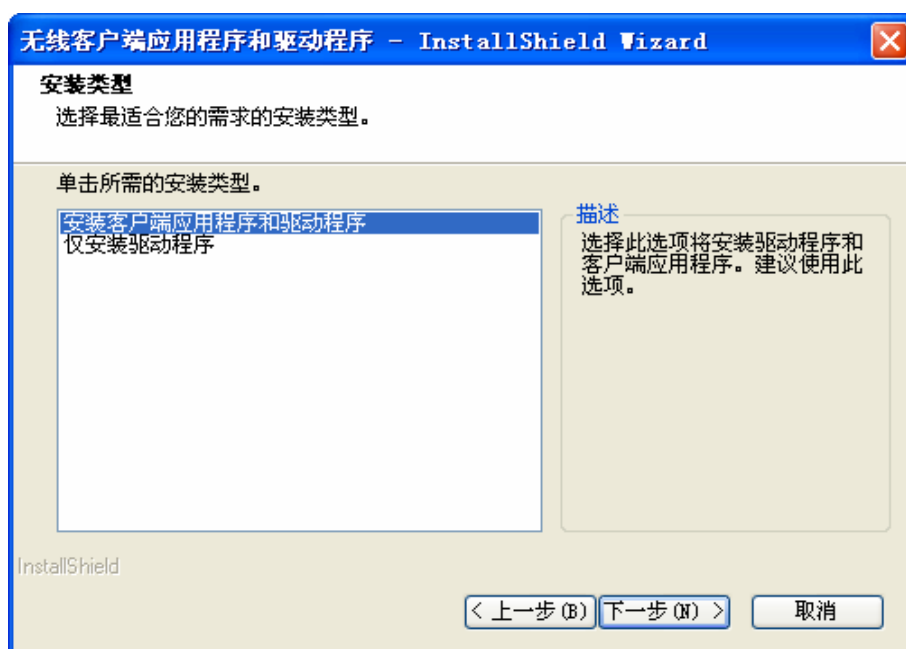 无线客户端应用程序和驱动程序 - InstallShield Wizard
安装类型
选择最适合您的需求的安装类型。
单击所需的安装类型。
安装客户端应用程序和驱动程序
仅安装驱动程序
描述
选择此选项将安装驱动程序和
客户端应用程序。建议使用此
选项。
InstallShield
< 上一步(B)
下一步(N) >
取消